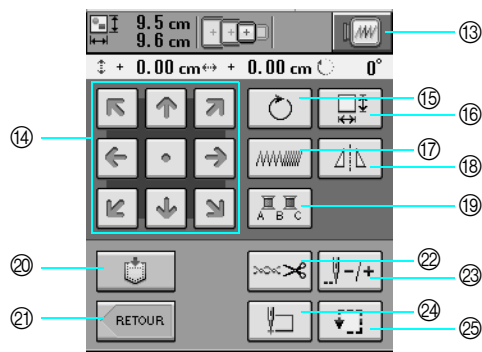 9.5 cm
9.6 cm
⑬
+ 0.00 cm + 0.00 cm 0°
⑭
⑮
⑯
⑰
⑱
A B C
⑲
⑳
㉒
-/+
㉓
㉑
RETOUR
㉔
㉕